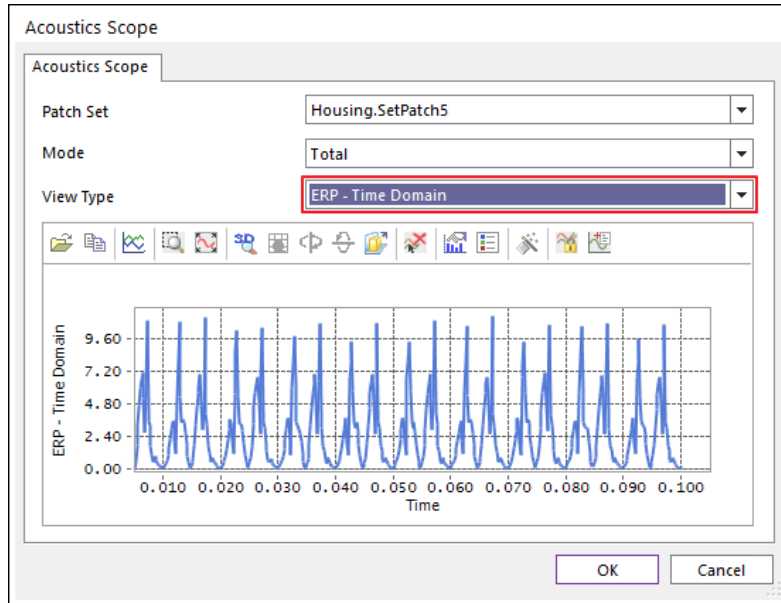 Acoustics Scope
Acoustics Scope
Patch Set Housing.SetPatch5
Mode Total
View Type ERP - Time Domain
3D
ERP - Time Domain
9.60
7.20
4.80
2.40
0.00
0.010 0.020 0.030 0.040 0.050 0.060 0.070 0.080 0.090 0.100
Time
OK Cancel